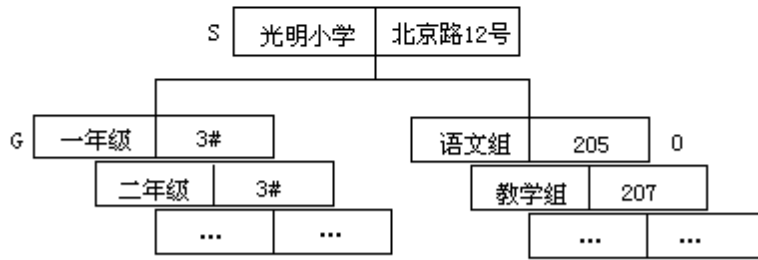 S 光明小学 北京路12号
G 一年级 3# 语文组 205 O
二年级 3# 教学组 207
... ... ... ...